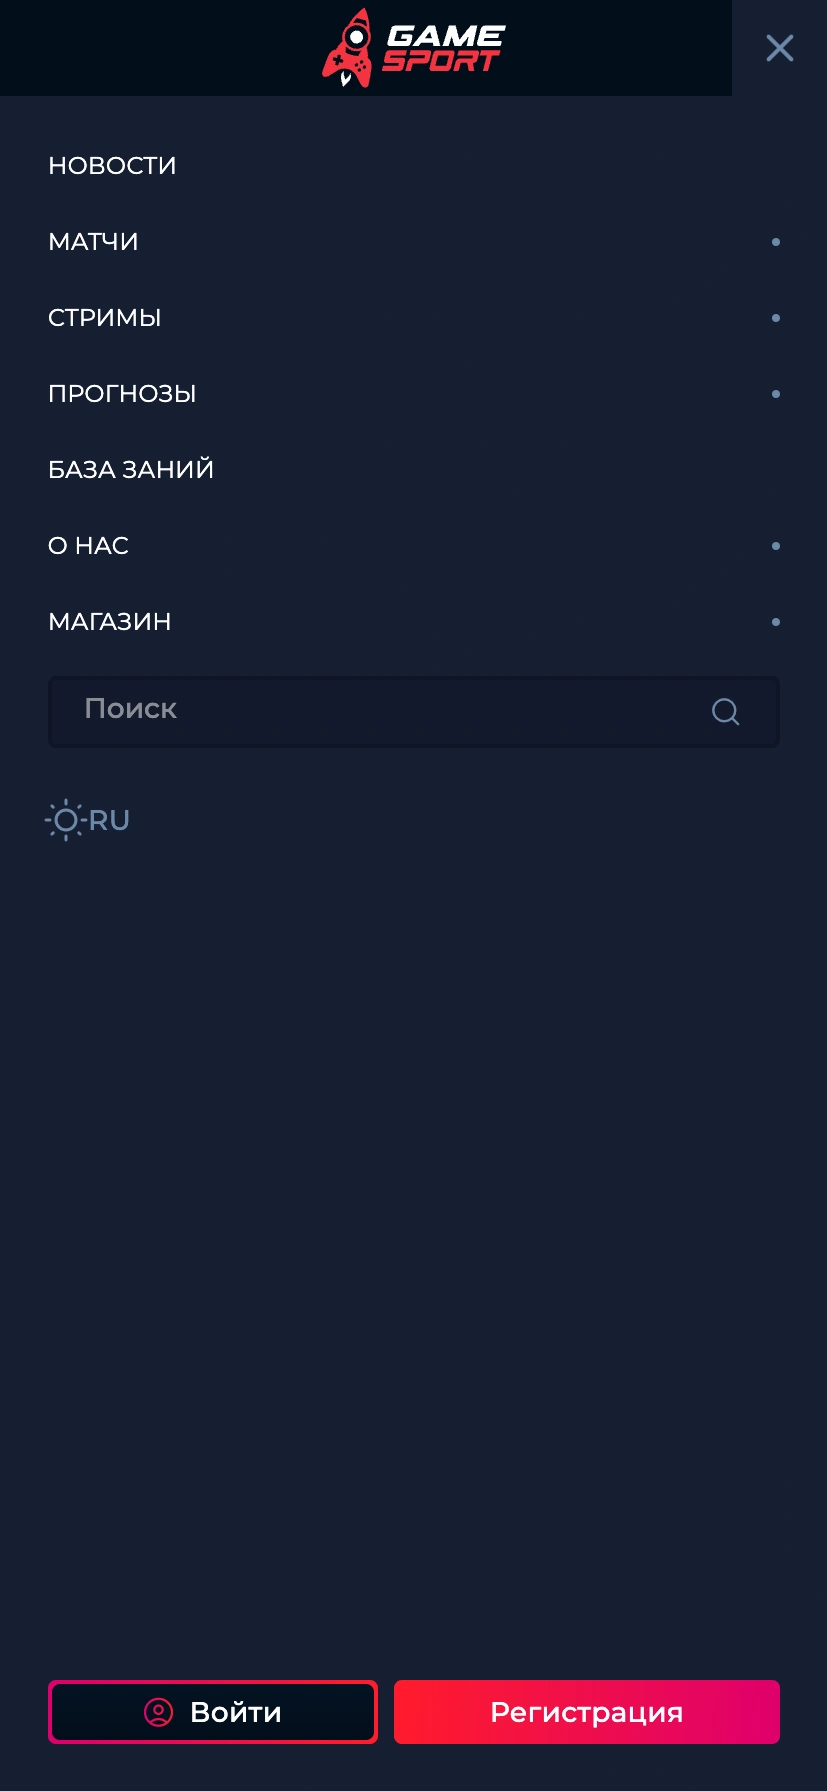 GAME
SPORT
НОВОСТИ
МАТЧИ
СТРИМЫ
ПРОГНОЗЫ
БАЗА ЗАНИЙ
О НАС
МАГАЗИН
Поиск
RU
Войти
Регистрация